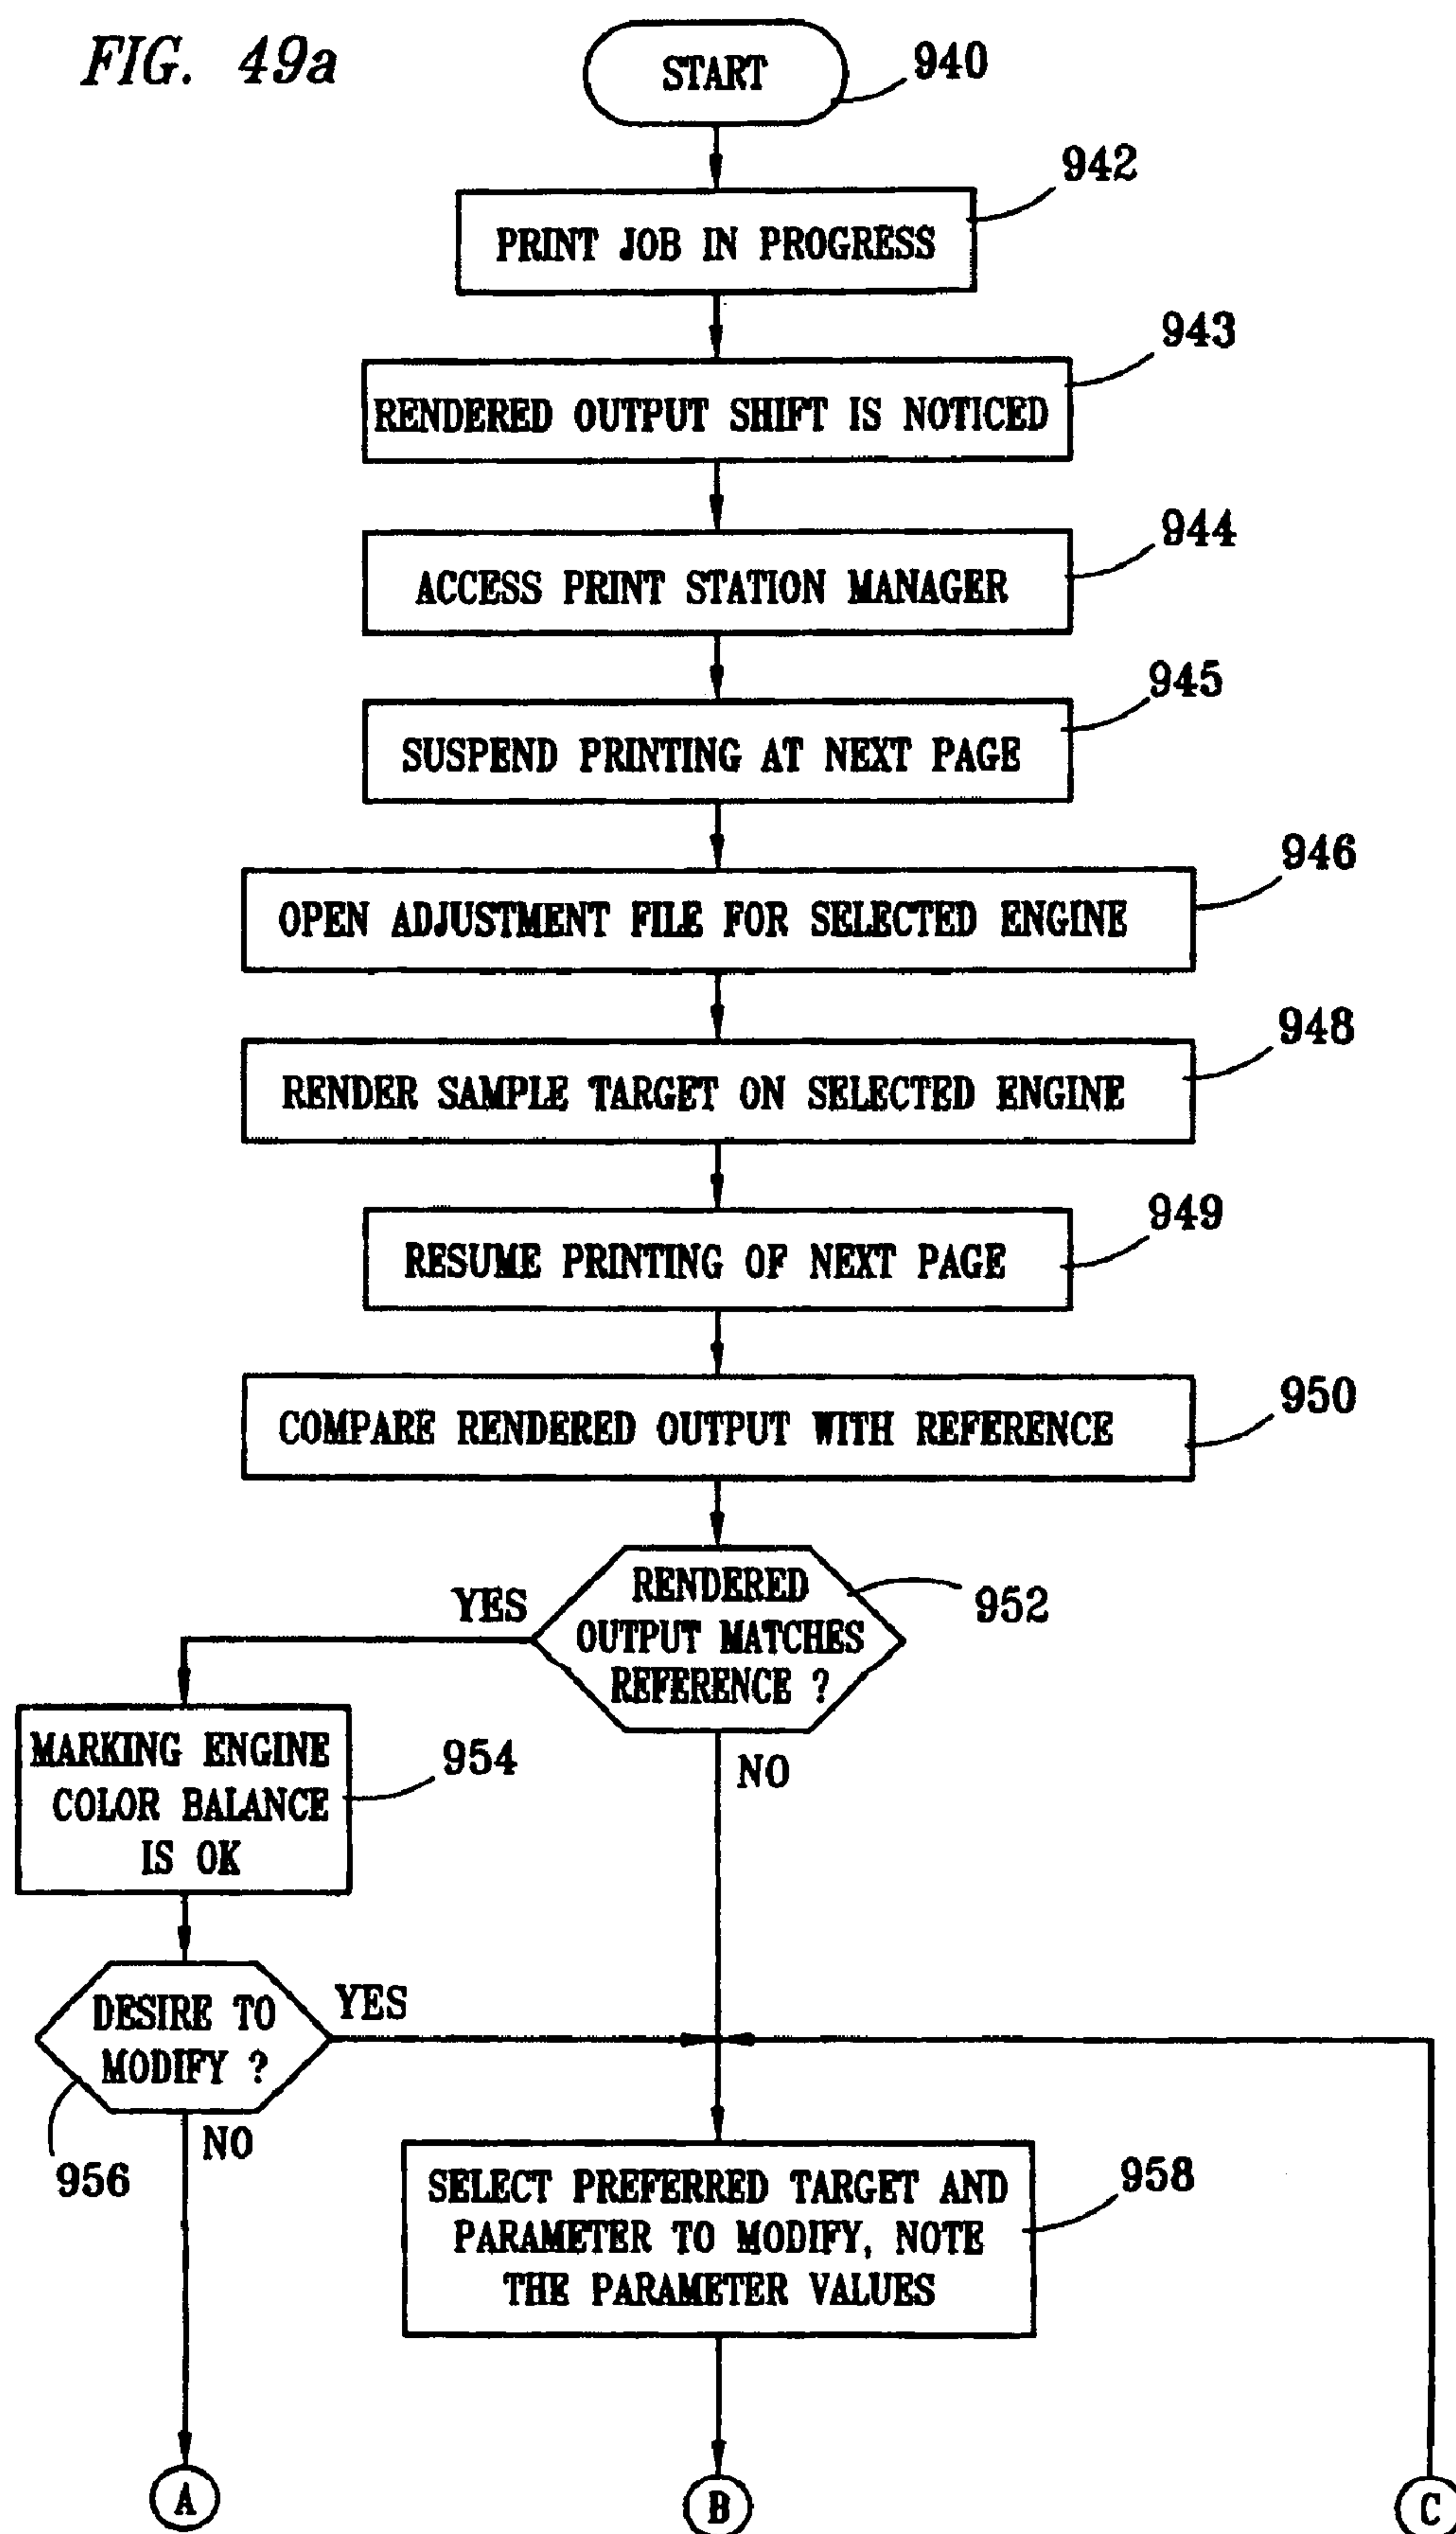 FIG. 49a
START
940
942
PRINT JOB IN PROGRESS
943
RENDERED OUTPUT SHIFT IS NOTICED
944
ACCESS PRINT STATION MANAGER
945
SUSPEND PRINTING AT NEXT PAGE
946
OPEN ADJUSTMENT FILE FOR SELECTED ENGINE
948
RENDER SAMPLE TARGET ON SELECTED ENGINE
949
RESUME PRINTING OF NEXT PAGE
950
COMPARE RENDERED OUTPUT WITH REFERENCE
RENDERED
OUTPUT MATCHES
REFERENCE ?
952
YES
NO
MARKING ENGINE
COLOR BALANCE
IS OK
954
DESIRE TO
MODIFY ?
YES
NO
956
958
SELECT PREFERRED TARGET AND
PARAMETER TO MODIFY, NOTE
THE PARAMETER VALUES
A
B
C